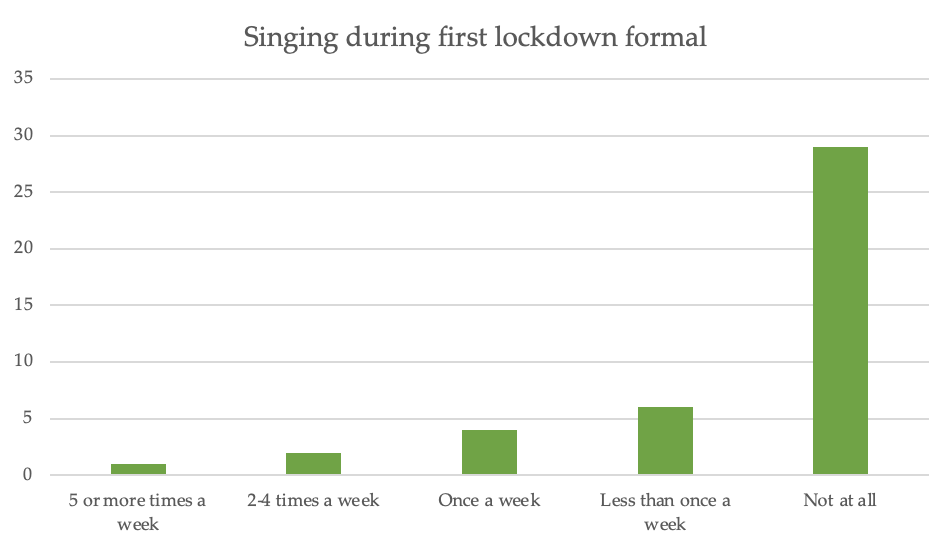 Singing during first lockdown formal
35
30
25
20
15
10
5
0
5 or more times a
week
2-4 times a week
Once a week
Less than once a
week
Not at all